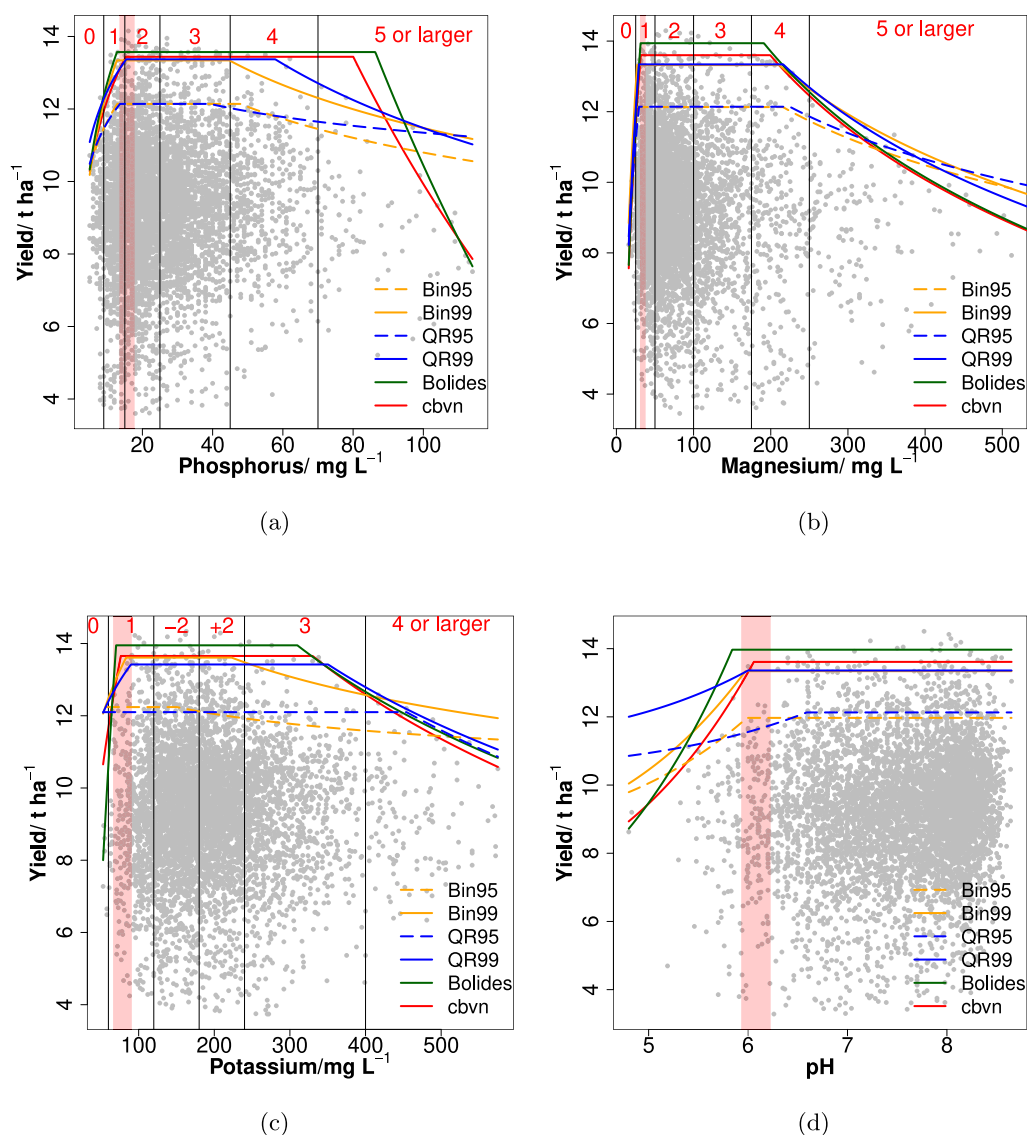 0 1 2 3 4 5 or larger
14
12
10
8
6
4
Yield/ t ha⁻¹
Bin95
Bin99
QR95
QR99
Bolides
cbvn
20 40 60 80 100
Phosphorus/ mg L⁻¹
(a)
0 1 2 3 4 5 or larger
14
12
10
8
6
4
Yield/ t ha⁻¹
Bin95
Bin99
QR95
QR99
Bolides
cbvn
0 100 200 300 400 500
Magnesium/ mg L⁻¹
(b)
0 1 −2 +2 3 4 or larger
14
12
10
8
6
4
Yield/ t ha⁻¹
Bin95
Bin99
QR95
QR99
Bolides
cbvn
100 200 300 400 500
Potassium/mg L⁻¹
(c)
14
12
10
8
6
4
Yield/ t ha⁻¹
Bin95
Bin99
QR95
QR99
Bolides
cbvn
5 6 7 8
pH
(d)